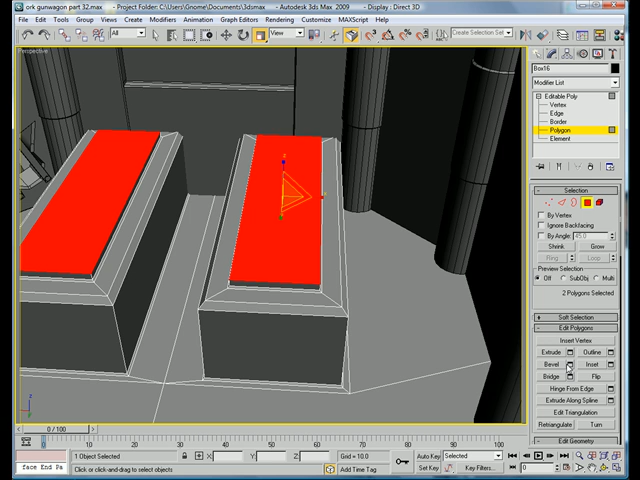 ork gunwagon part 32.max - Project Folder: C:\Users\Gnome\Documents\3dsmax - Autodesk 3ds Max 2009 - Display : Direct 3D
File Edit Tools Group Views Create Modifiers Animation Graph Editors Rendering Customize MAXScript Help
All View Create Selection Set
Perspective
Box16
Modifier List
Editable Poly
Vertex
Edge
Border
Polygon
Element
Selection
By Vertex
Ignore Backfacing
By Angle: 45.0
Shrink Grow
Ring Loop
Preview Selection
Off SubObj Multi
2 Polygons Selected
Soft Selection
Edit Polygons
Insert Vertex
Extrude Outline
Bevel Inset
Bridge Flip
Hinge From Edge
Extrude Along Spline
Edit Triangulation
Retriangulate Turn
Edit Geometry
0 / 100
0 10 20 30 40 50 60 70 80 90 100
1 Object Selected X: Y: Z: Grid = 10.0 Auto Key Selected
face End Pa Click or click-and-drag to select objects Add Time Tag Set Key Key Filters... 0